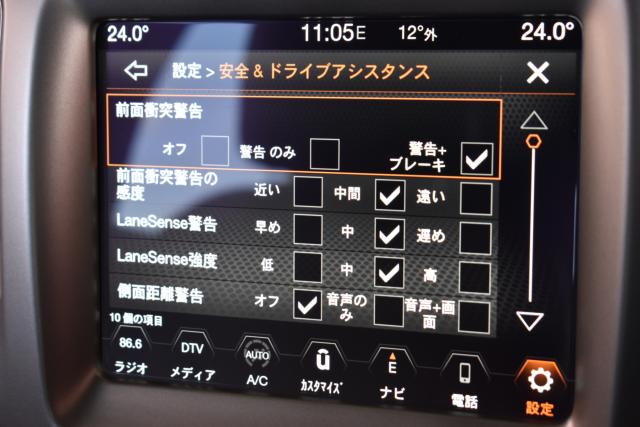 24.0° 11:05E 12°外 24.0°
設定 > 安全 & ドライブアシスタンス
前面衝突警告
オフ 警告 のみ 警告+
ブレーキ
前面衝突警告の
感度 近い 中間 遠い
LaneSense警告 早め 中 遅め
LaneSense強度 低 中 高
側面距離警告 オフ 音声の
み 音声+画
面
10 個の項目
86.6 DTV AUTO ū E
ラジオ メディア A/C カスタマイズ ナビ 電話 設定